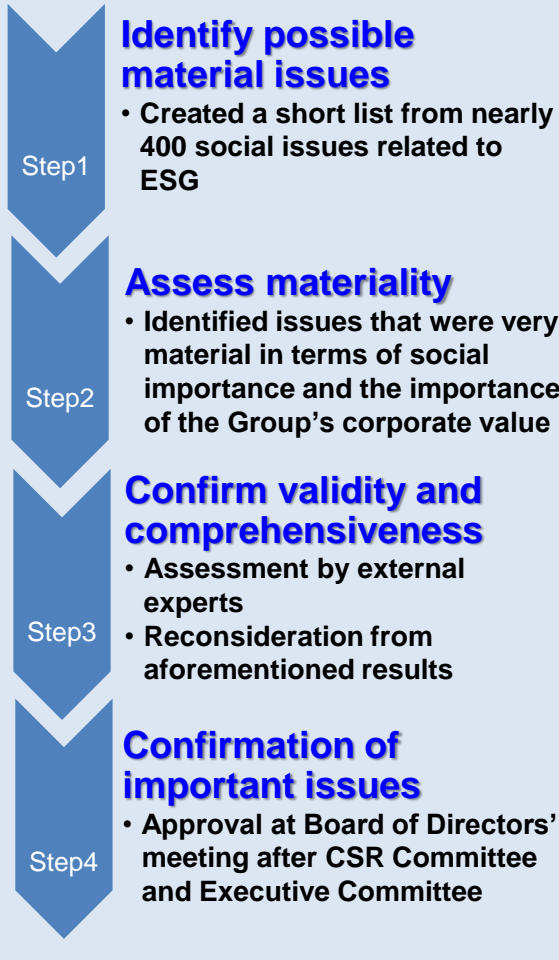 Identify possible
material issues
• Created a short list from nearly
400 social issues related to
ESG
Step1
Assess materiality
• Identified issues that were very
material in terms of social
importance and the importance
of the Group's corporate value
Step2
Confirm validity and
comprehensiveness
• Assessment by external
experts
• Reconsideration from
aforementioned results
Step3
Confirmation of
important issues
• Approval at Board of Directors'
meeting after CSR Committee
and Executive Committee
Step4